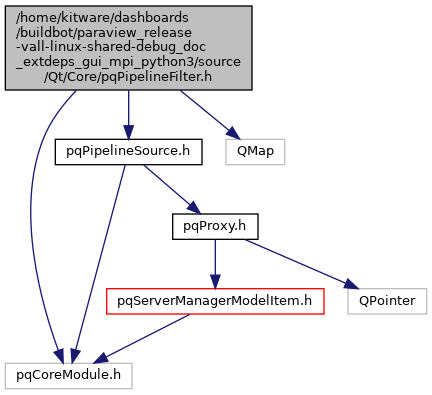 /home/kitware/dashboards
/buildbot/paraview_release
-vall-linux-shared-debug_doc
_extdeps_gui_mpi_python3/source
/Qt/Core/pqPipelineFilter.h
pqPipelineSource.h
QMap
pqProxy.h
pqServerManagerModelItem.h
QPointer
pqCoreModule.h